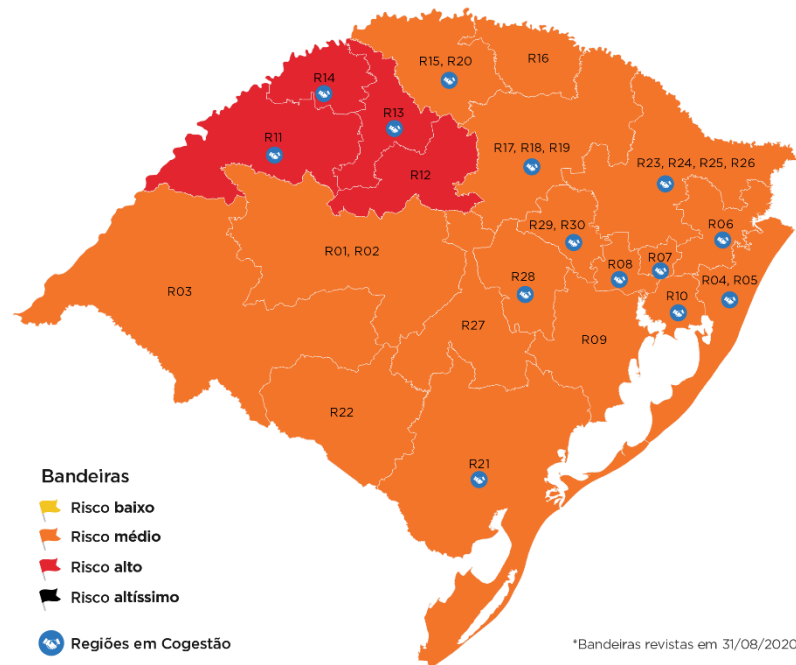 R15, R20
R16
R14
R13
R11
R17, R18, R19
R23, R24, R25, R26
R12
R29, R30
R06
R01, R02
R07
R08
R28
R04, R05
R03
R10
R27
R09
R22
R21
Bandeiras
Risco baixo
Risco médio
Risco alto
Risco altíssimo
Regiões em Cogestão
*Bandeiras revistas em 31/08/2020